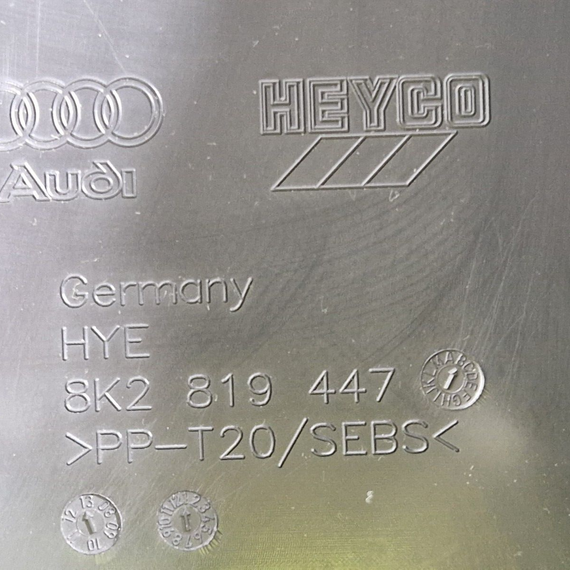 HEYCO
Audi
Germany
HYE
8K2 819 447
>PP-T20/SEBS<